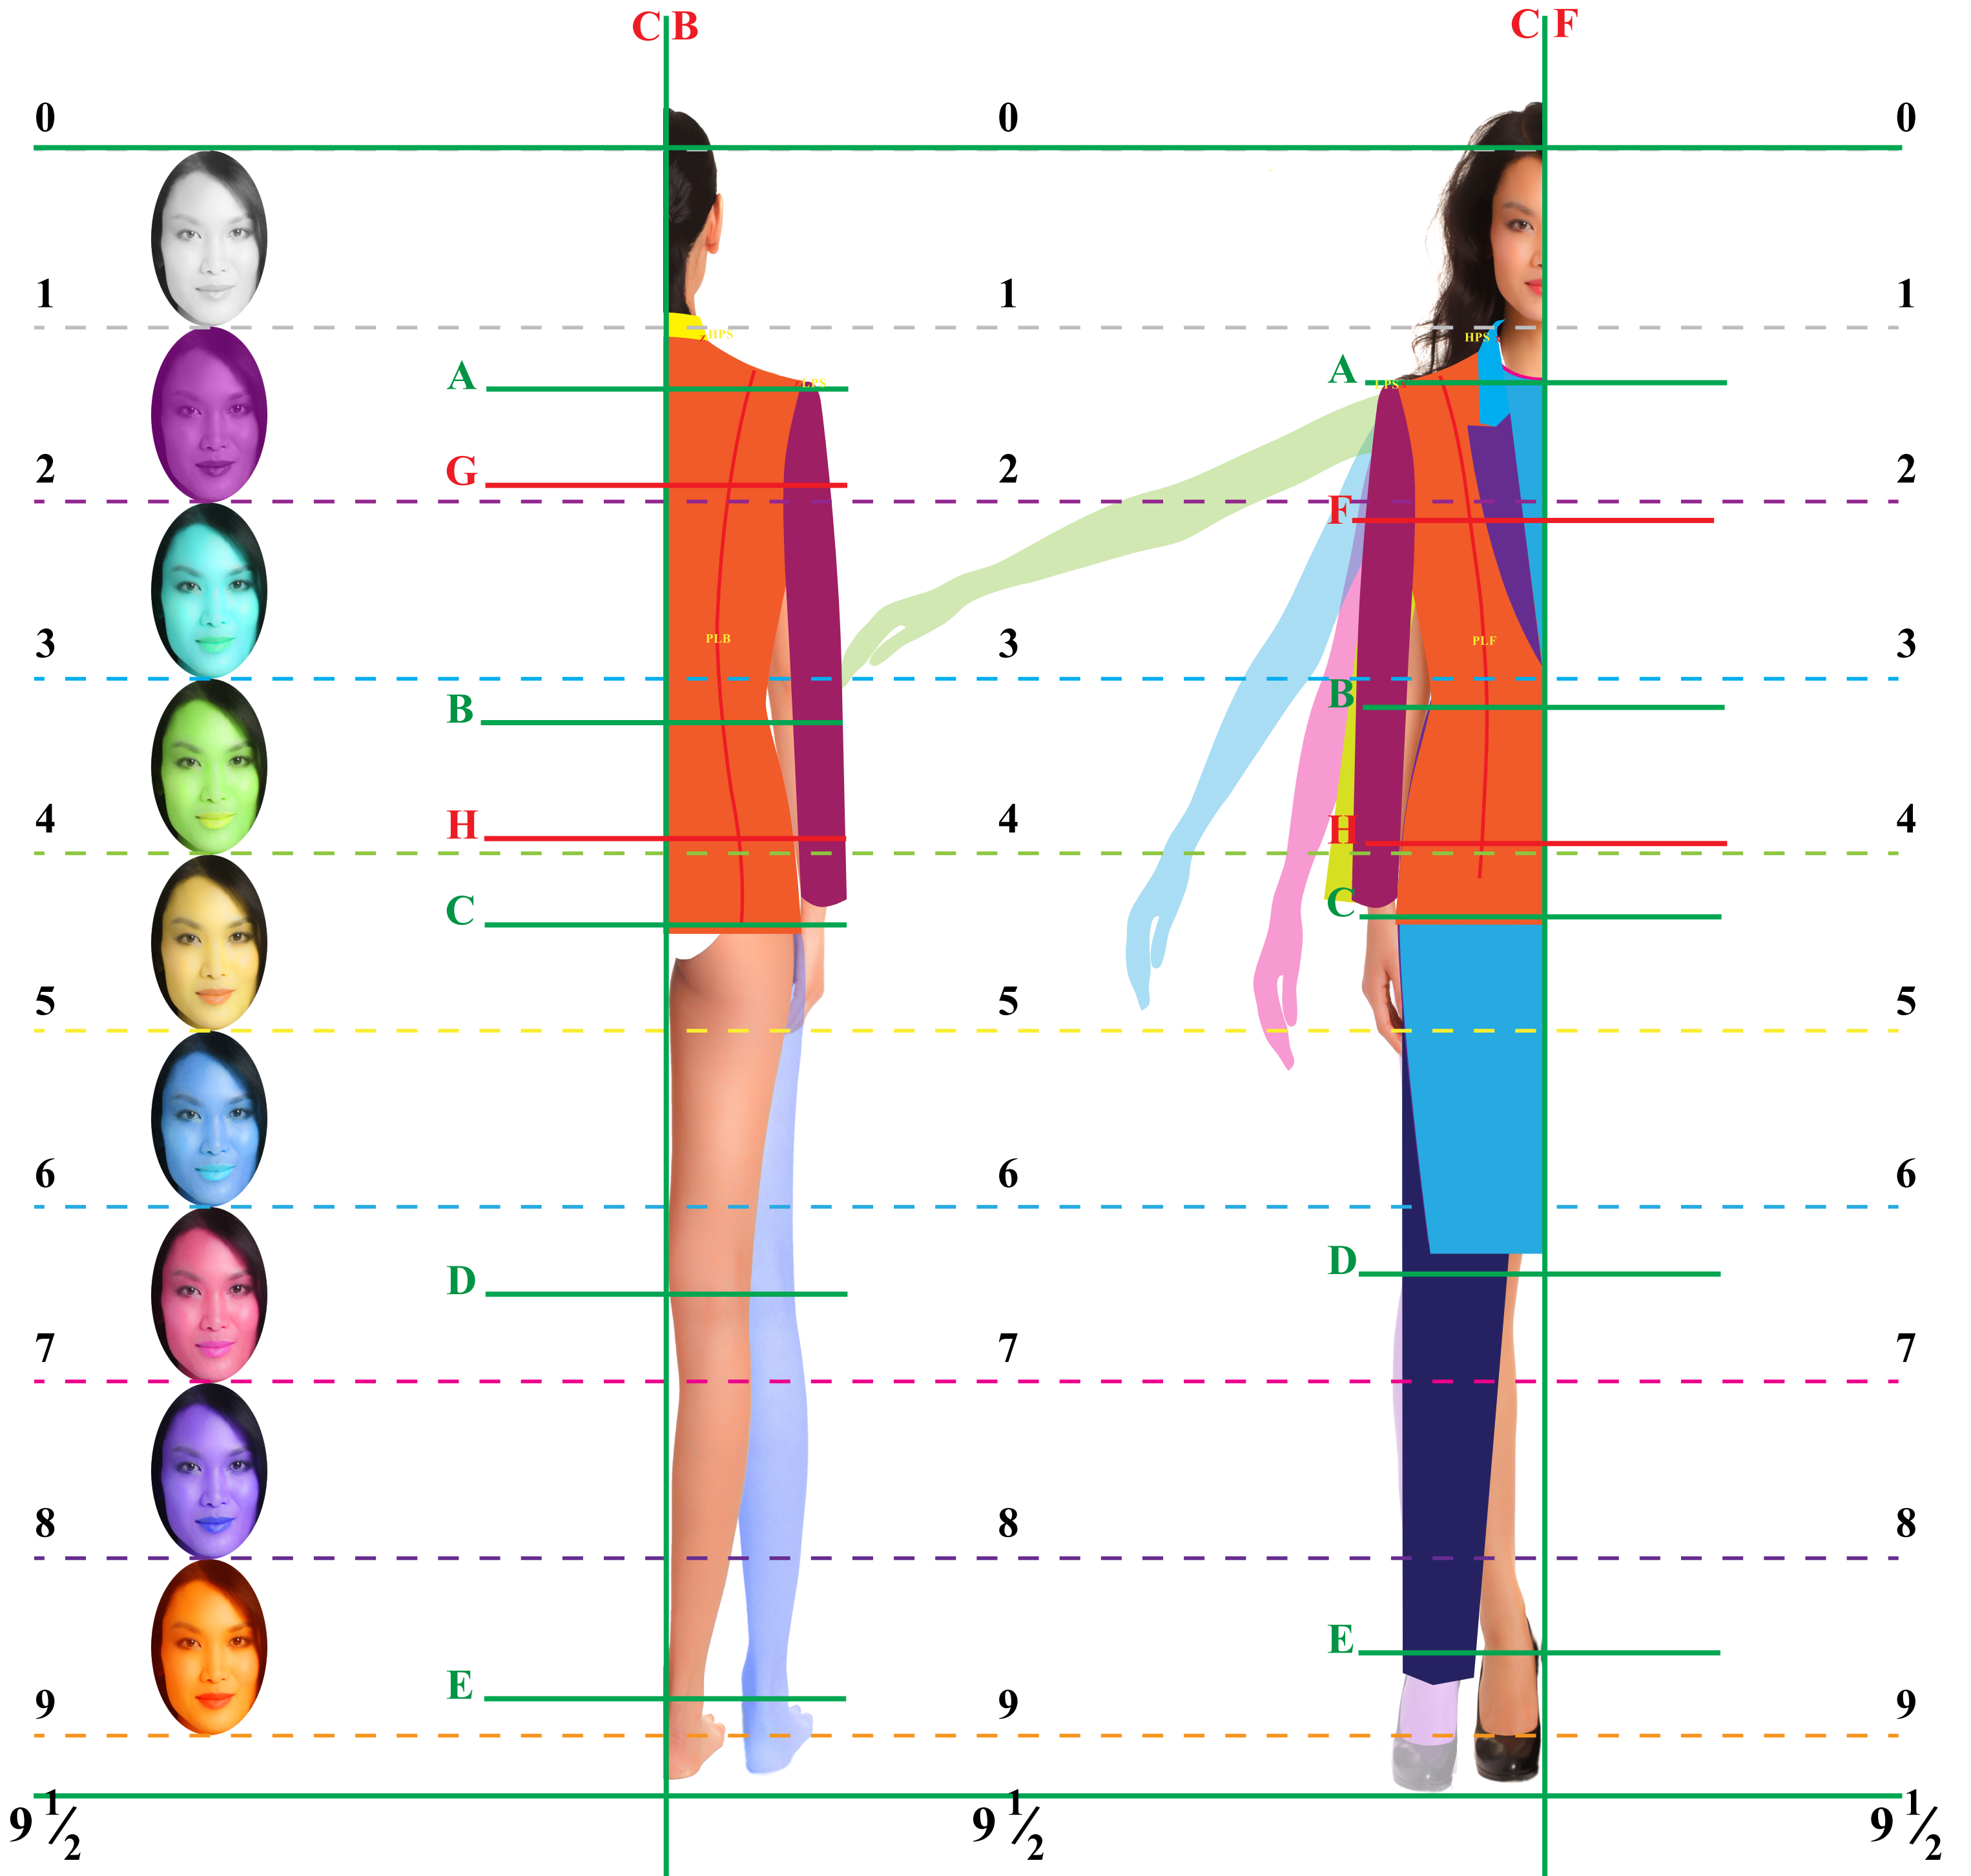 C B
C F
0 0 0
1 1 1
HPS HPS
A A
LPS LPS
G
2 2 2
F
PLB PLF
3 3 3
B B
H H
4 4 4
C C
5 5 5
6 6 6
D D
7 7 7
8 8 8
E E
9 9 9
9 1/2 9 1/2 9 1/2